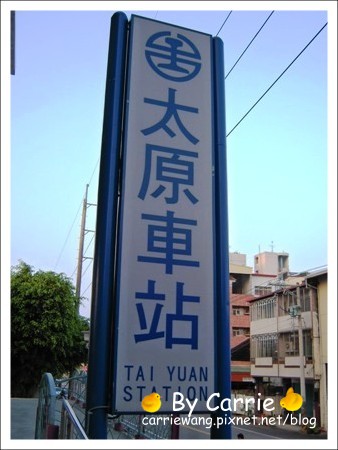 太原車站
TAI YUAN
STATION
By Carrie
carriewang.pixnet.net/blog